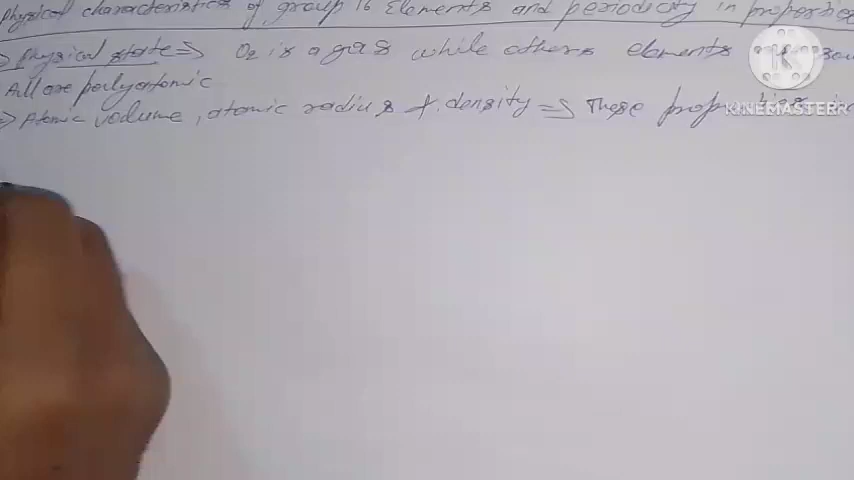 Physical characteristics of group 16 Elements and periodicity in properties
Physical state => O2 is a gas while others elements
All are polyatomic
=> Atomic volume, atomic radius & density => These properties
KINEMASTER